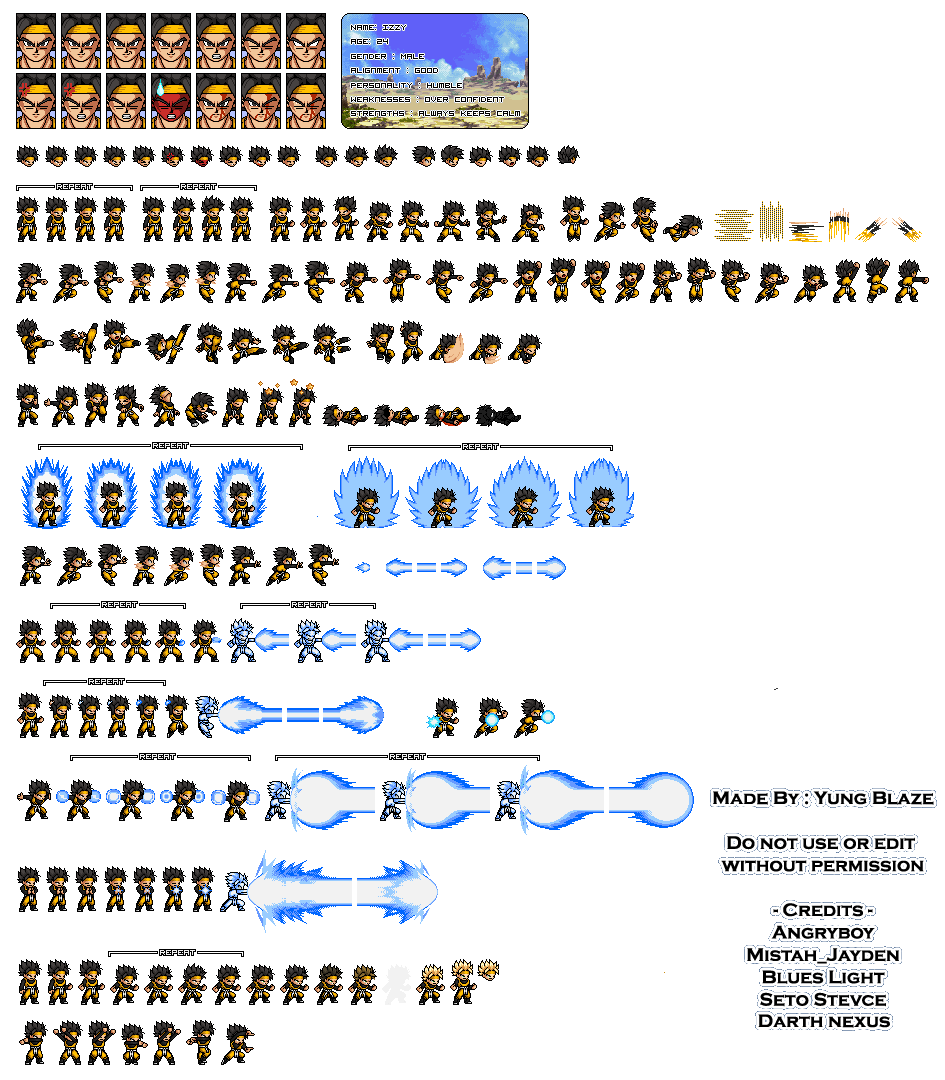 NAME: IZZY
AGE: 24
GENDER : MALE
ALIGNMENT : GOOD
PERSONALITY : HUMBLE
WEAKNESSES : OVER CONFIDENT
STRENGTHS : ALWAYS KEEPS CALM
REPEAT REPEAT
REPEAT REPEAT
REPEAT REPEAT
REPEAT
REPEAT REPEAT
MADE BY : YUNG BLAZE
DO NOT USE OR EDIT
WITHOUT PERMISSION
- CREDITS -
ANGRYBOY
MISTAH_JAYDEN
BLUES LIGHT
SETO STEVCE
DARTH NEXUS
REPEAT